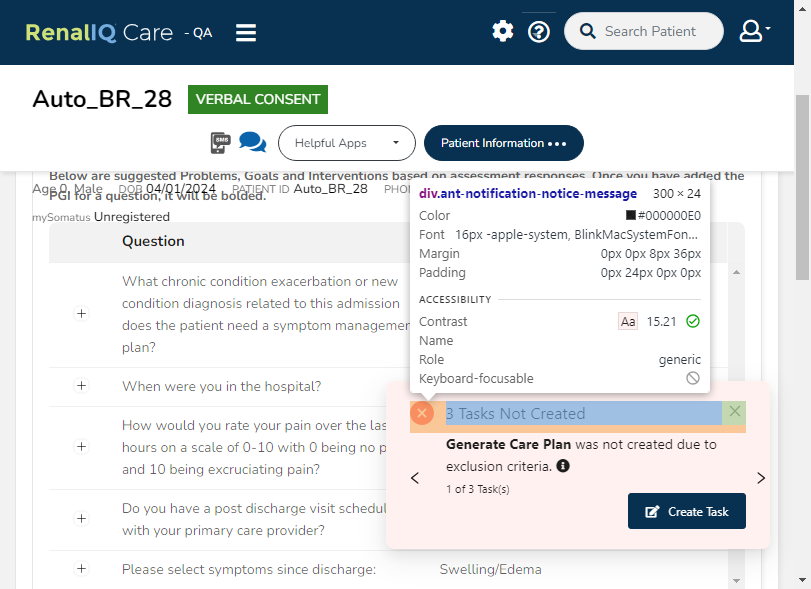 RenalIQ Care - QA
Search Patient
Auto_BR_28 VERBAL CONSENT
SMS
Helpful Apps
Patient Information
Below are suggested Problems, Goals and Interventions based on assessment responses. Once you have added the
PGI for a question, it will be bolded.
Age 0, Male DOB 04/01/2024 PATIENT ID Auto_BR_28 PHO
mySomatus Unregistered
Question
What chronic condition exacerbation or new
condition diagnosis related to this admission
does the patient need a symptom managemen
plan?
When were you in the hospital?
How would you rate your pain over the las
hours on a scale of 0-10 with 0 being no p
and 10 being excruciating pain?
Do you have a post discharge visit schedul
with your primary care provider?
Please select symptoms since discharge:
Swelling/Edema
div.ant-notification-notice-message 300 × 24
Color #000000E0
Font 16px -apple-system, BlinkMacSystemFon...
Margin 0px 0px 8px 36px
Padding 0px 24px 0px 0px
ACCESSIBILITY
Contrast Aa 15.21
Name
Role generic
Keyboard-focusable
3 Tasks Not Created
Generate Care Plan was not created due to
exclusion criteria.
1 of 3 Task(s)
Create Task